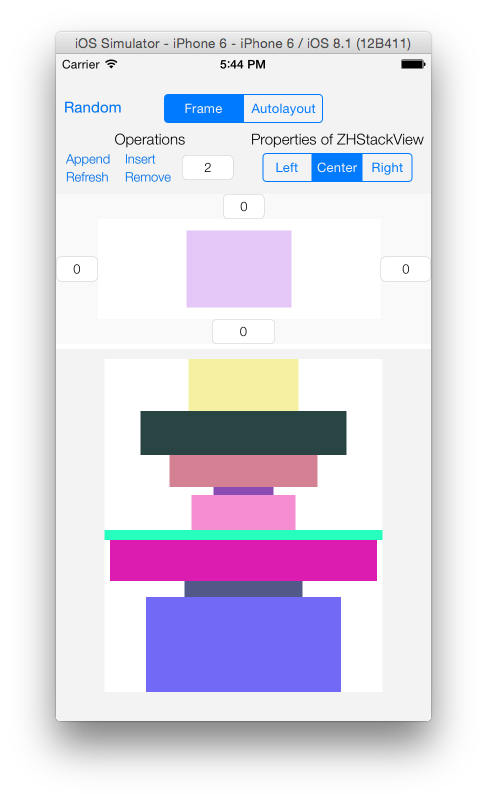 iOS Simulator - iPhone 6 - iPhone 6 / iOS 8.1 (12B411)
Carrier 5:44 PM
Random Frame Autolayout
Operations Properties of ZHStackView
Append Insert 2 Left Center Right
Refresh Remove
0
0 0
0